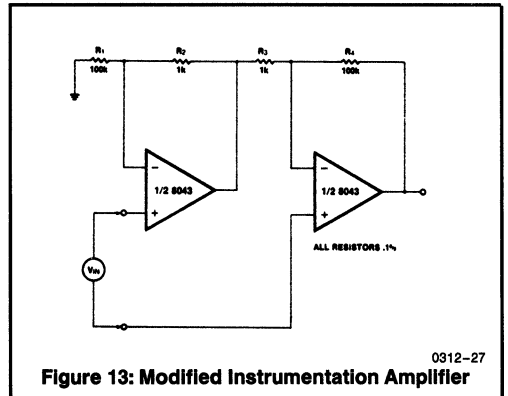 R1 R2 R3 R4
100k 1k 1k 100k
−
1/2 8043
+
−
1/2 8043
+
VIN
ALL RESISTORS .1%
0312–27
Figure 13: Modified Instrumentation Amplifier